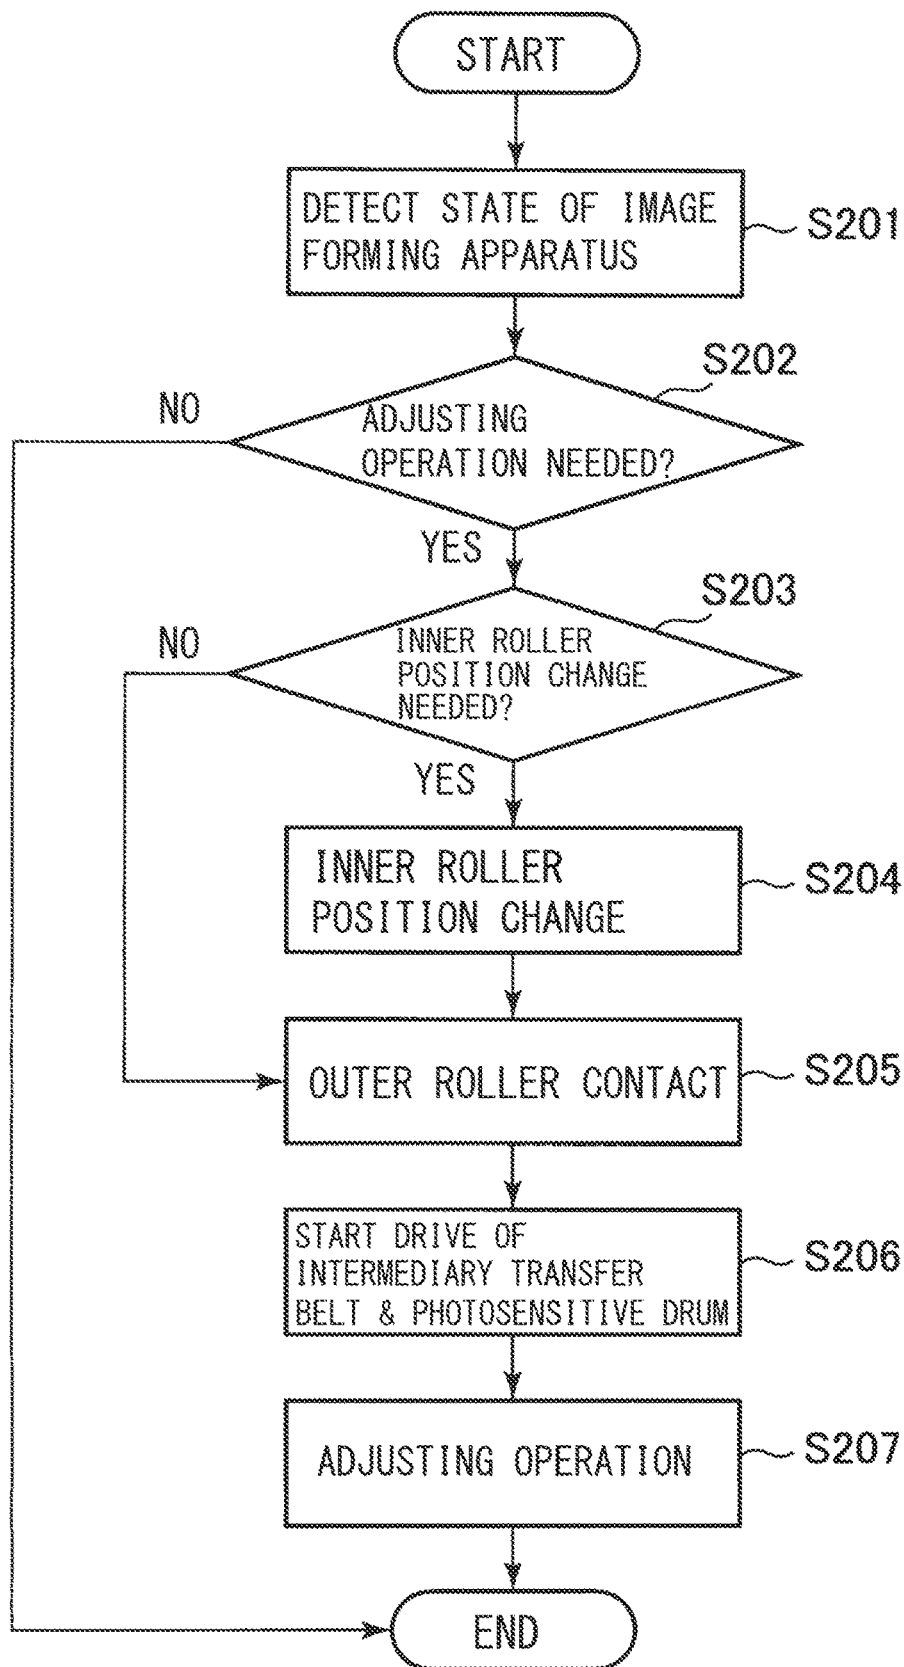 START
DETECT STATE OF IMAGE
FORMING APPARATUS
S201
S202
NO
ADJUSTING
OPERATION NEEDED?
YES
S203
NO
INNER ROLLER
POSITION CHANGE
NEEDED?
YES
INNER ROLLER
POSITION CHANGE
S204
OUTER ROLLER CONTACT
S205
START DRIVE OF
INTERMEDIARY TRANSFER
BELT & PHOTOSENSITIVE DRUM
S206
ADJUSTING OPERATION
S207
END